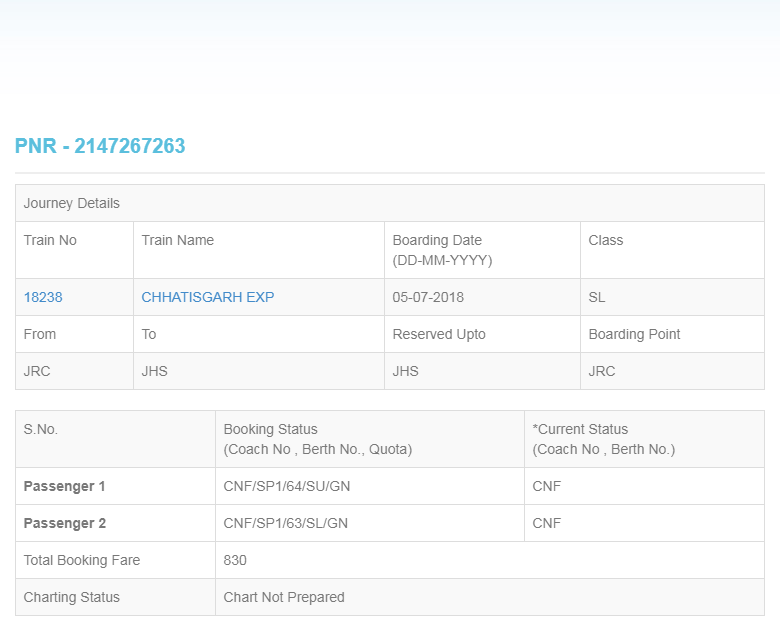 PNR - 2147267263
Journey Details
Train No Train Name Boarding Date (DD-MM-YYYY) Class
18238 CHHATISGARH EXP 05-07-2018 SL
From To Reserved Upto Boarding Point
JRC JHS JHS JRC
S.No. Booking Status (Coach No , Berth No., Quota) *Current Status (Coach No , Berth No.)
Passenger 1 CNF/SP1/64/SU/GN CNF
Passenger 2 CNF/SP1/63/SL/GN CNF
Total Booking Fare 830
Charting Status Chart Not Prepared